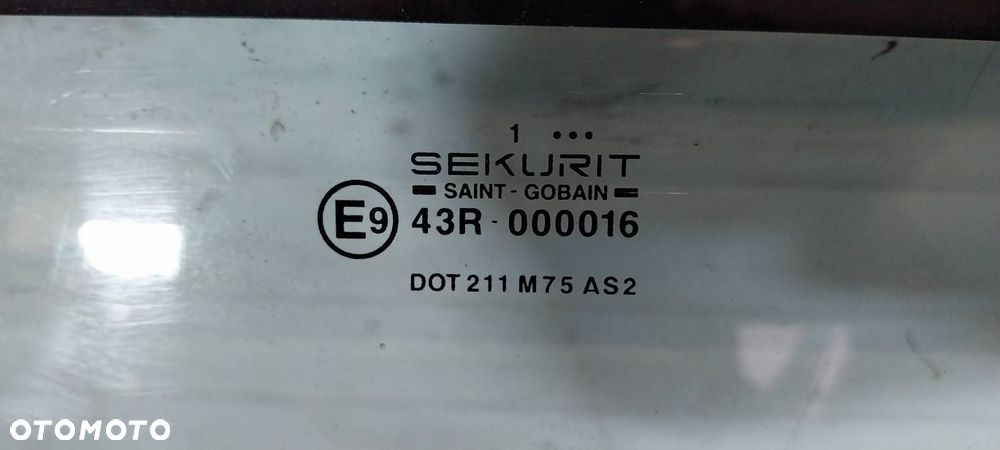 1 •••
SEKURIT
SAINT-GOBAIN
E9 43R-000016
DOT 211 M75 AS2
OTOMOTO